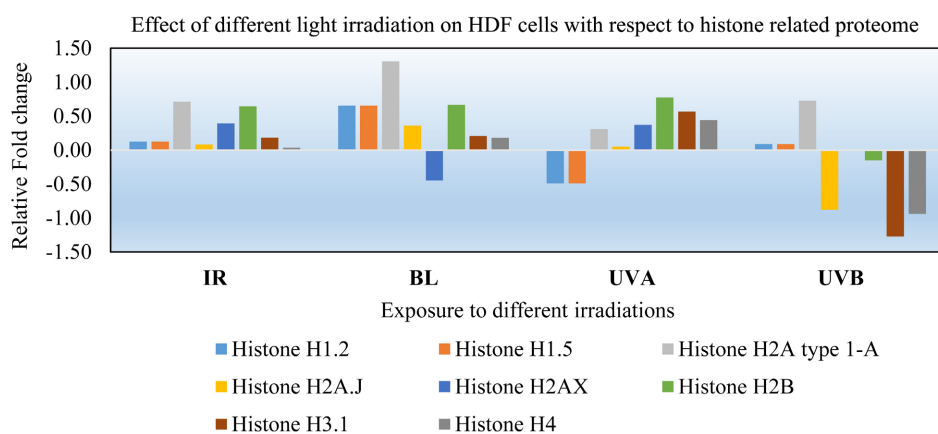 Effect of different light irradiation on HDF cells with respect to histone related proteome
1.50
1.00
0.50
0.00
-0.50
-1.00
-1.50
Relative Fold change
IR BL UVA UVB
Exposure to different irradiations
Histone H1.2 Histone H1.5 Histone H2A type 1-A
Histone H2A.J Histone H2AX Histone H2B
Histone H3.1 Histone H4